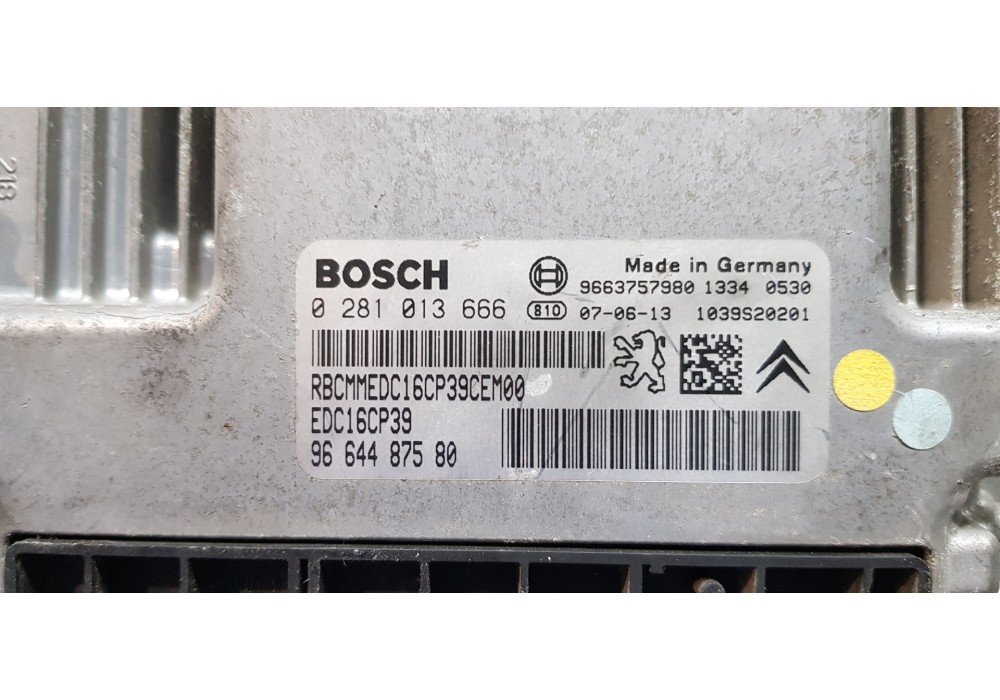 218
BOSCH
Made in Germany
9663757980 1334 0530
0 281 013 666 810 07-06-13 1039S20201
RBCMMEDC16CP39CEM00
EDC16CP39
96 644 875 80